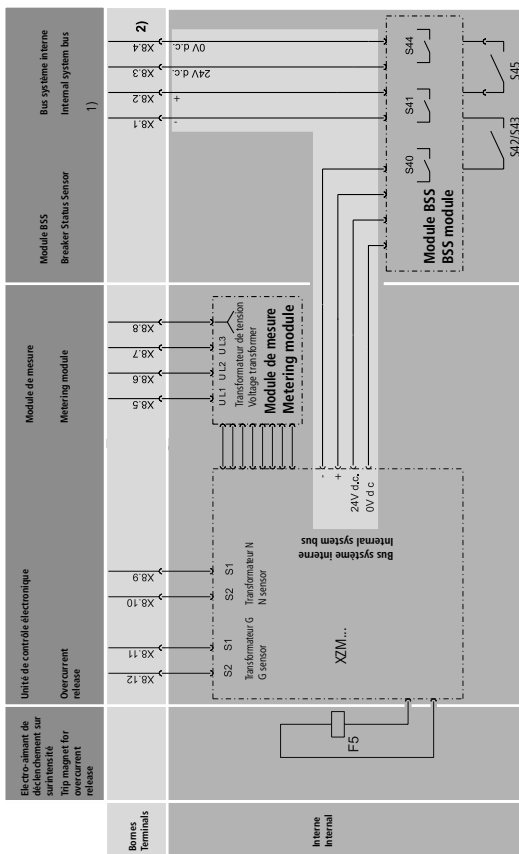 Electro-aimant de
déclenchement sur
surintensité
Trip magnet for
overcurrent
release
Unité de contrôle électronique
Overcurrent
release
Module de mesure
Metering module
Module BSS
Breaker Status Sensor
Bus système interne
Internal system bus
1)
Bornes
Terminals
X8.12
X8.11
X8.10
X8.9
X8.5
X8.6
X8.7
X8.8
X8.1
X8.2
X8.3
X8.4
2)
-
+
24V d.c.
0V d.c.
Interne
Internal
F5
S2
S1
Transformateur G
G sensor
S2
S1
Transformateur N
N sensor
XZM...
Bus système interne
Internal system bus
-
+
24V d.c.
0V d c
U L1
U L2
U L3
Transformateur de tension
Voltage transformer
Module de mesure
Metering module
S40
S41
S44
Module BSS
BSS module
S42/S43
S45